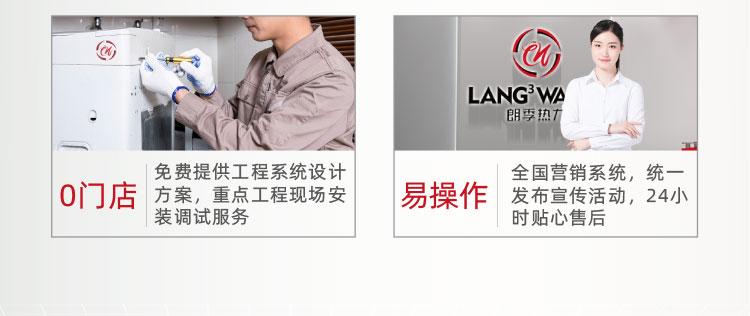 LANG³WA
朗季热力
0门店
免费提供工程系统设计
方案，重点工程现场安
装调试服务
易操作
全国营销系统，统一
发布宣传活动，24小
时贴心售后